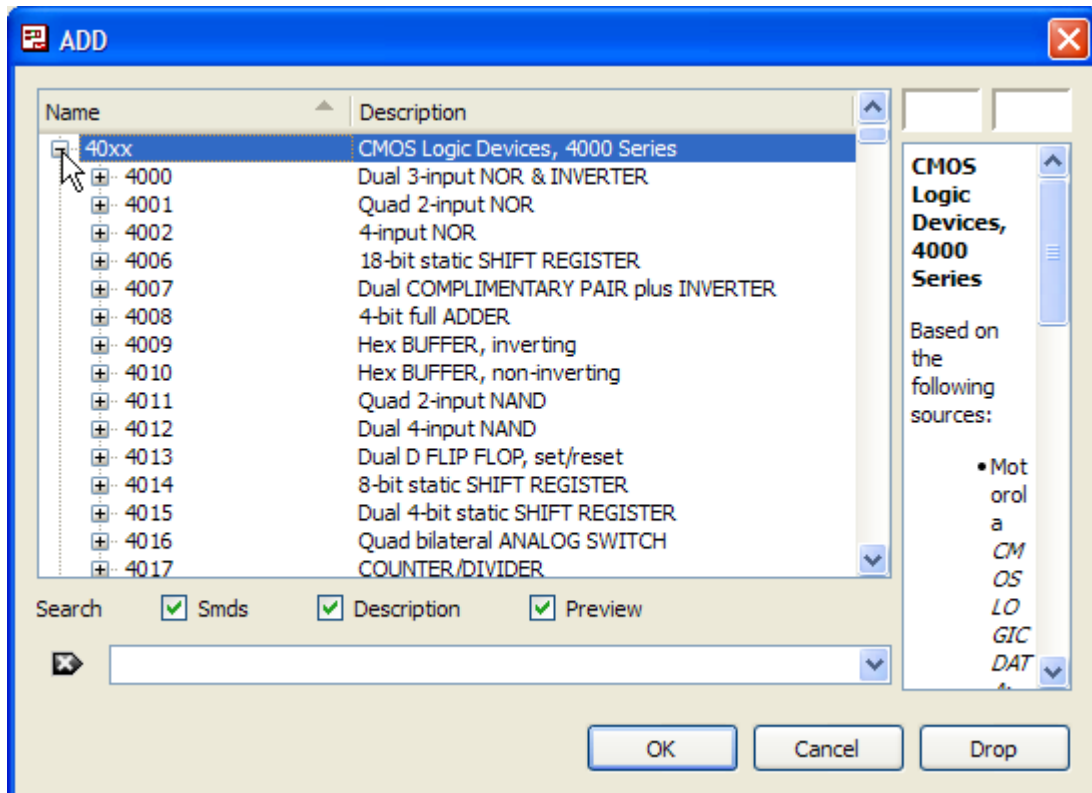 ADD
Name Description
40xx CMOS Logic Devices, 4000 Series
4000 Dual 3-input NOR & INVERTER
4001 Quad 2-input NOR
4002 4-input NOR
4006 18-bit static SHIFT REGISTER
4007 Dual COMPLIMENTARY PAIR plus INVERTER
4008 4-bit full ADDER
4009 Hex BUFFER, inverting
4010 Hex BUFFER, non-inverting
4011 Quad 2-input NAND
4012 Dual 4-input NAND
4013 Dual D FLIP FLOP, set/reset
4014 8-bit static SHIFT REGISTER
4015 Dual 4-bit static SHIFT REGISTER
4016 Quad bilateral ANALOG SWITCH
4017 COUNTER/DIVIDER
Search Smds Description Preview
CMOS
Logic
Devices,
4000
Series
Based on
the
following
sources:
• Mot
orol
a
CM
OS
LO
GIC
DAT
OK Cancel Drop